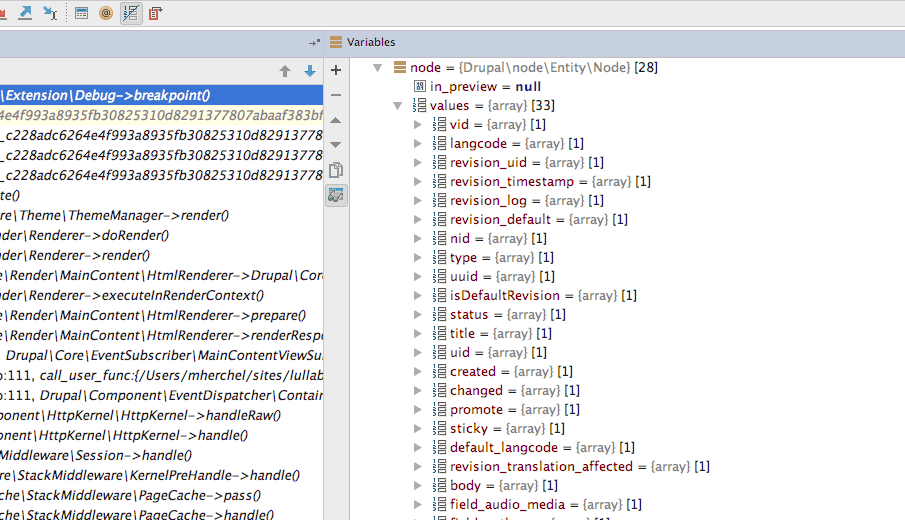 Variables
\Extension\Debug->breakpoint()
4e4f993a8935fb30825310d8291377807abaaf383bf
_c228adc6264e4f993a8935fb30825310d82913778
_c228adc6264e4f993a8935fb30825310d82913778
_c228adc6264e4f993a8935fb30825310d82913778
te()
re\Theme\ThemeManager->render()
nder\Renderer->doRender()
nder\Renderer->render()
e\Render\MainContent\HtmlRenderer->Drupal\Core
nder\Renderer->executeInRenderContext()
e\Render\MainContent\HtmlRenderer->prepare()
e\Render\MainContent\HtmlRenderer->renderRespo
, Drupal\Core\EventSubscriber\MainContentViewSu
o:111, call_user_func:{/Users/mherchel/sites/lullab
o:111, Drupal\Component\EventDispatcher\Contain
ponent\HttpKernel\HttpKernel->handleRaw()
onent\HttpKernel\HttpKernel->handle()
Middleware\Session->handle()
re\StackMiddleware\KernelPreHandle->handle()
che\StackMiddleware\PageCache->pass()
che\StackMiddleware\PageCache->handle()
node = {Drupal\node\Entity\Node} [28]
in_preview = null
values = {array} [33]
vid = {array} [1]
langcode = {array} [1]
revision_uid = {array} [1]
revision_timestamp = {array} [1]
revision_log = {array} [1]
revision_default = {array} [1]
nid = {array} [1]
type = {array} [1]
uuid = {array} [1]
isDefaultRevision = {array} [1]
status = {array} [1]
title = {array} [1]
uid = {array} [1]
created = {array} [1]
changed = {array} [1]
promote = {array} [1]
sticky = {array} [1]
default_langcode = {array} [1]
revision_translation_affected = {array} [1]
body = {array} [1]
field_audio_media = {array} [1]